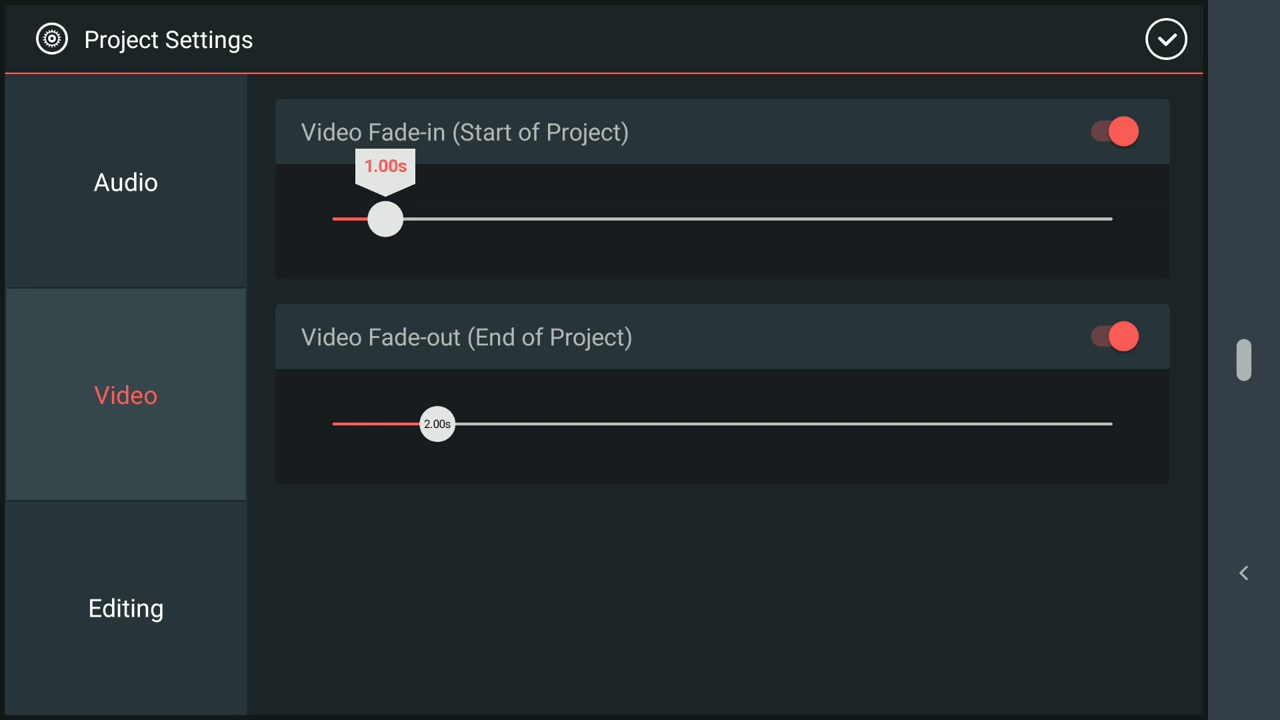 Project Settings
Audio
Video
Editing
Video Fade-in (Start of Project)
1.00s
Video Fade-out (End of Project)
2.00s